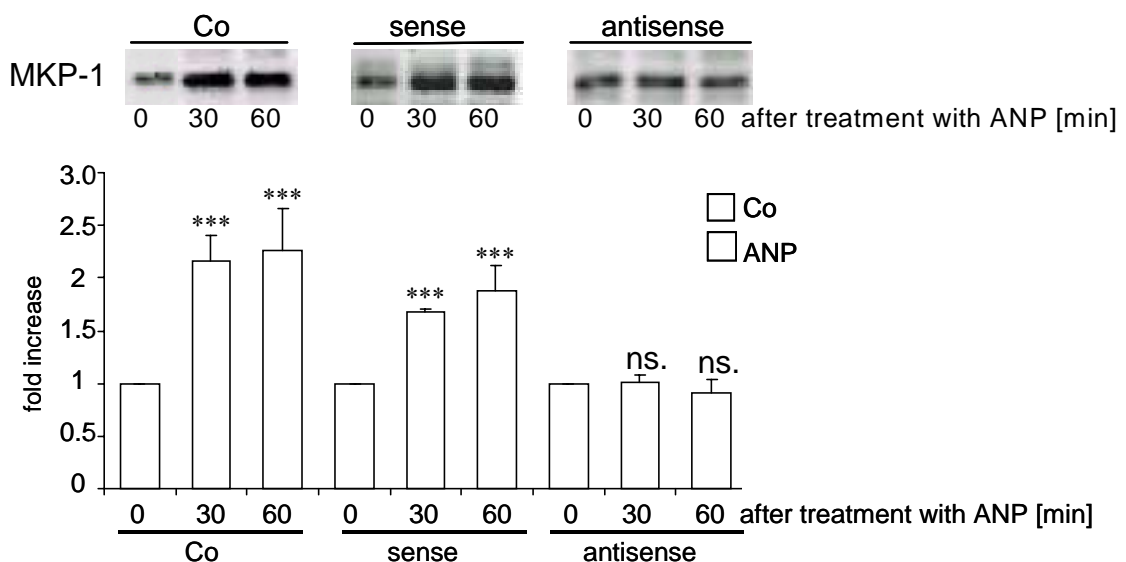 Co sense antisense
MKP-1
0 30 60 0 30 60 0 30 60 after treatment with ANP [min]
3.0
2.5
2
1.5
1
0.5
0
fold increase
*** *** *** *** ns. ns.
Co
ANP
0 30 60 0 30 60 0 30 60 after treatment with ANP [min]
Co sense antisense